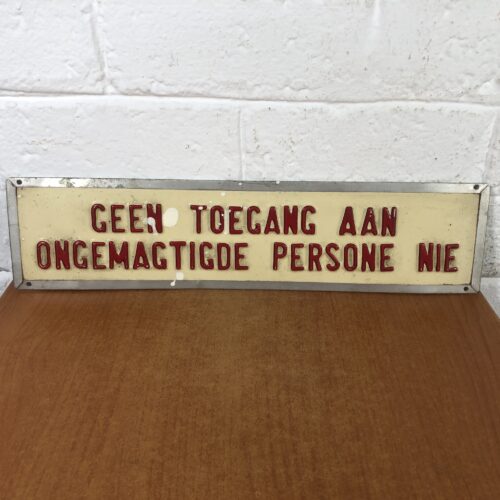 GEEN TOEGANG AAN
ONGEMAGTIGDE PERSONE NIE